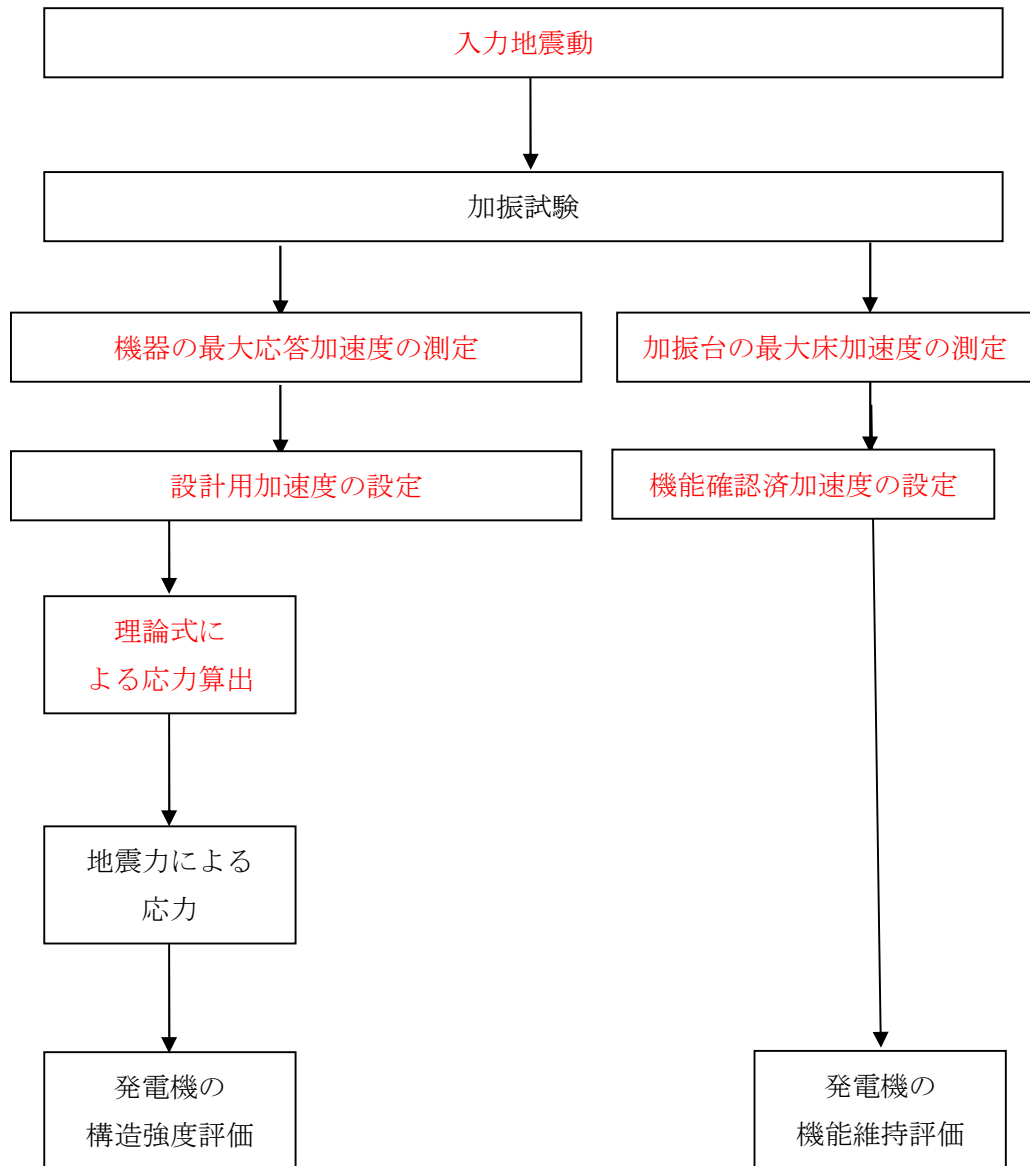 入力地震動
加振試験
機器の最大応答加速度の測定
加振台の最大床加速度の測定
設計用加速度の設定
機能確認済加速度の設定
理論式に
よる応力算出
地震力による
応力
発電機の
構造強度評価
発電機の
機能維持評価